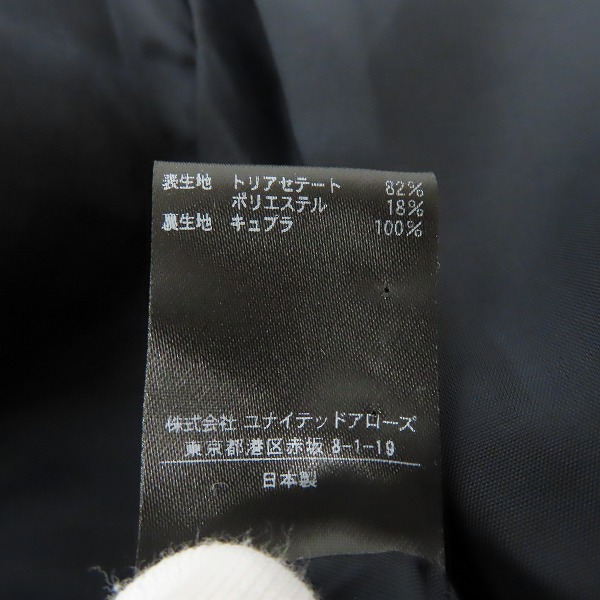 表生地 トリアセテート 82%
ポリエステル 18%
裏生地 キュプラ 100%
株式会社 ユナイテッドアローズ
東京都港区赤坂 8-1-19
日本製